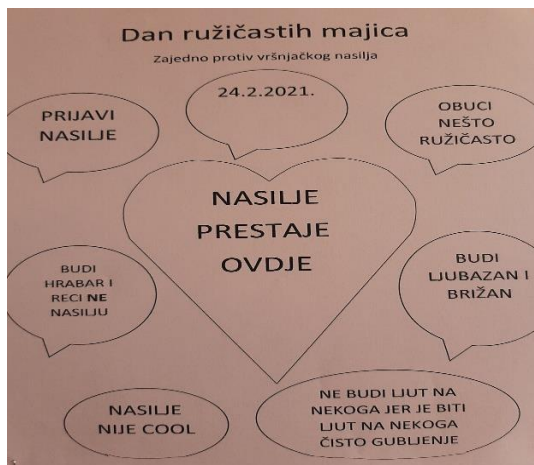 Dan ružičastih majica
Zajedno protiv vršnjačkog nasilja
24.2.2021.
PRIJAVI
NASILJE
OBUCI
NEŠTO
RUŽIČASTO
NASILJE
PRESTAJE
OVDJE
BUDI
HRABAR I
RECI NE
NASILJU
BUDI
LJUBAZAN I
BRIŽAN
NASILJE
NIJE COOL
NE BUDI LJUT NA
NEKOGA JER JE BITI
LJUT NA NEKOGA
ČISTO GUBLJENJE